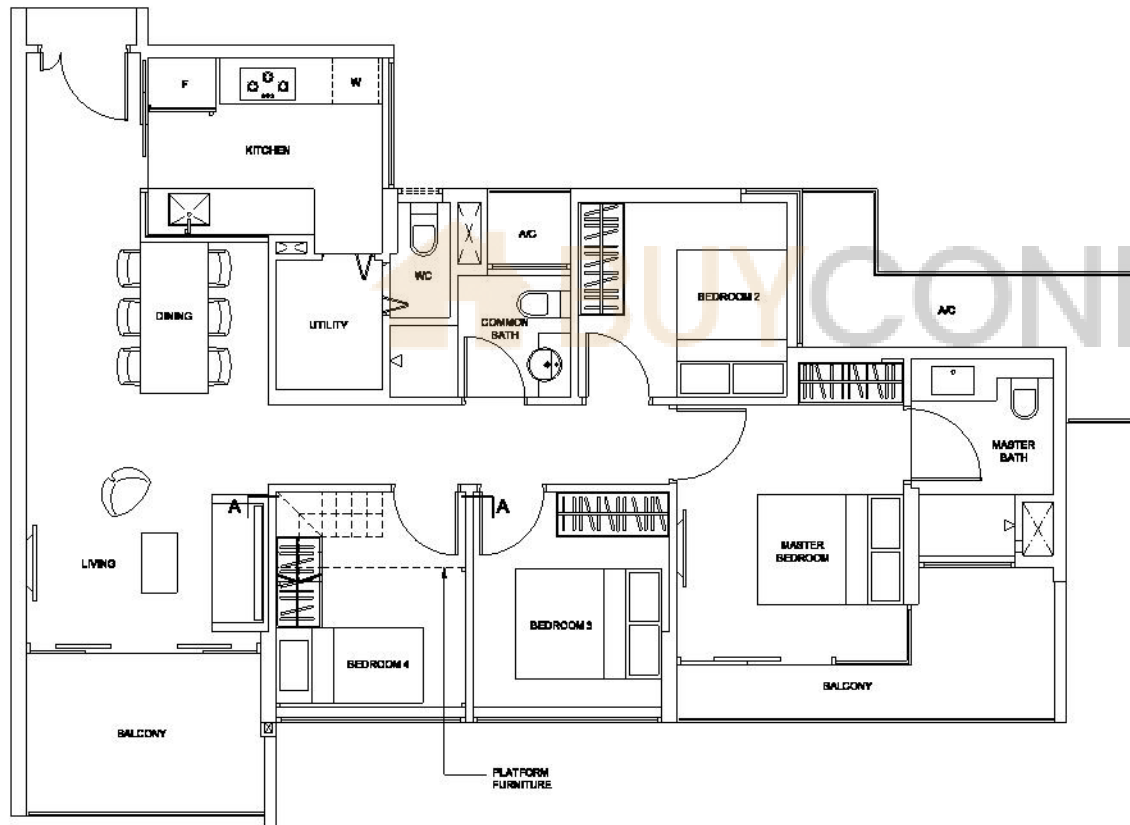 F
W
KITCHEN
A/C
WC
BEDROOM 2
DINING
UTILITY
COMMON
BATH
A/C
BUYCONI
MASTER
BATH
A
A
LIVING
MASTER
BEDROOM
BEDROOM 3
BEDROOM 4
BALCONY
BALCONY
PLATFORM
FURNITURE